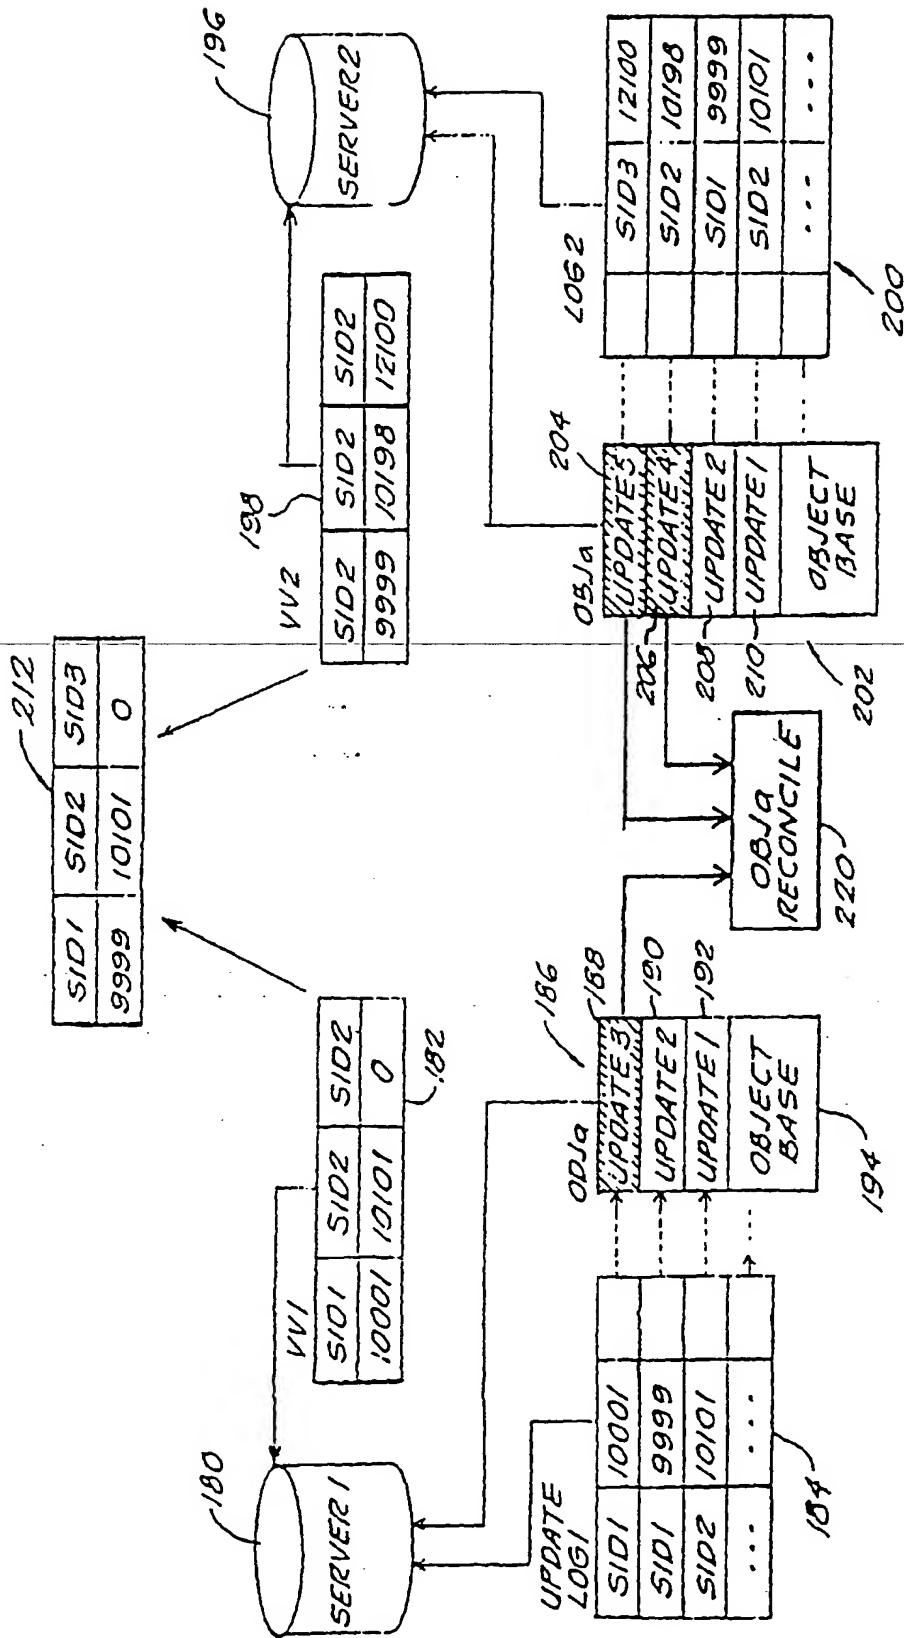 212
SID1 SID2 SID3
9999 10101 0
180
SERVER1
VV1
SID1 SID2 SID2
10001 10101 0
182
UPDATE
LOG1
SID1 10001
SID1 9999
SID2 10101
... ...
184
ODJa
186
UPDATE3
188
UPDATE2
190
UPDATE1
192
OBJECT
BASE
194
196
SERVER2
VV2
198
SID2 SID2 SID2
9999 10198 12100
OBJa
204
UPDATE5
UPDATE4
206
UPDATE2
208
UPDATE1
210
OBJECT
BASE
202
LOG2
SID3 12100
SID2 10198
SID1 9999
SID2 10101
.... ....
200
OBJa
RECONCILE
220